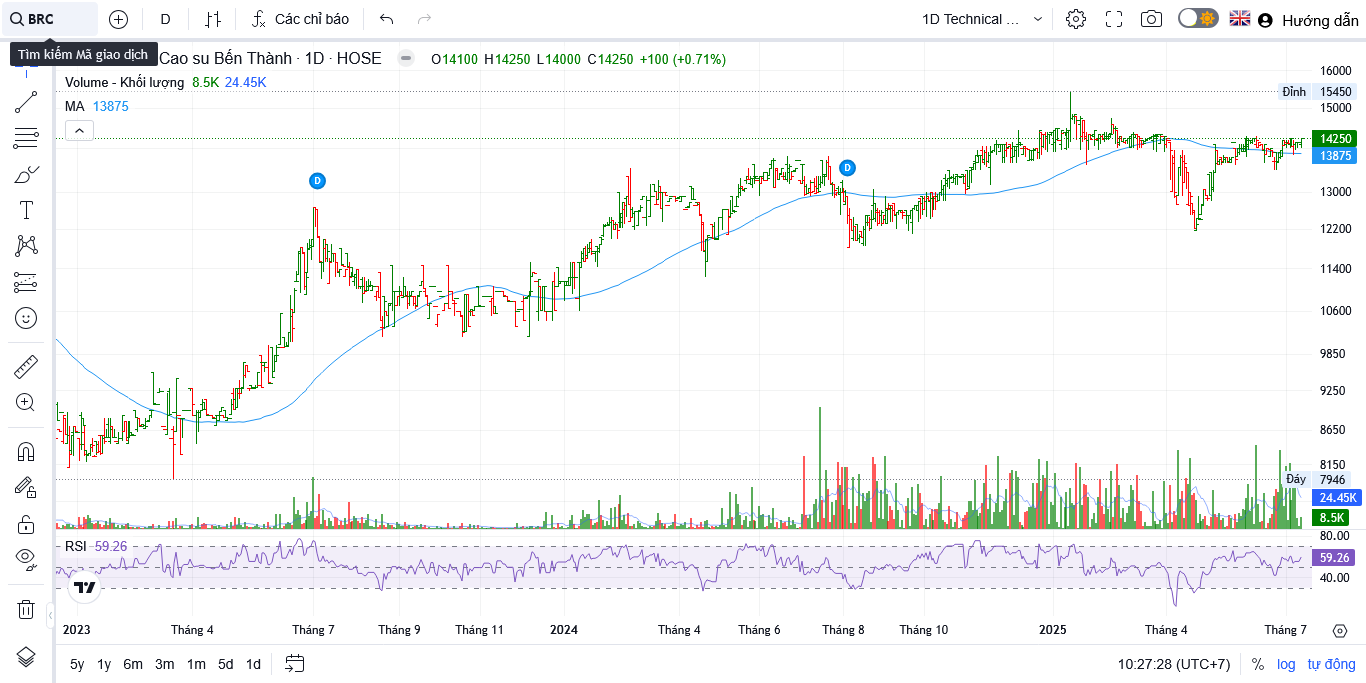 BRC
D
Các chỉ báo
1D Technical ...
Hướng dẫn
Tìm kiếm Mã giao dịch
Cao su Bến Thành · 1D · HOSE
O14100 H14250 L14000 C14250 +100 (+0.71%)
Volume - Khối lượng 8.5K 24.45K
MA 13875
D
D
16000
Đỉnh 15450
15000
14250
13875
13000
12200
11400
10600
9850
9250
8650
8150
Đáy 7946
24.45K
8.5K
80.00
RSI 59.26
59.26
40.00
2023 Tháng 4 Tháng 7 Tháng 9 Tháng 11 2024 Tháng 4 Tháng 6 Tháng 8 Tháng 10 2025 Tháng 4 Tháng 7
5y 1y 6m 3m 1m 5d 1d
10:27:28 (UTC+7) % log tự động